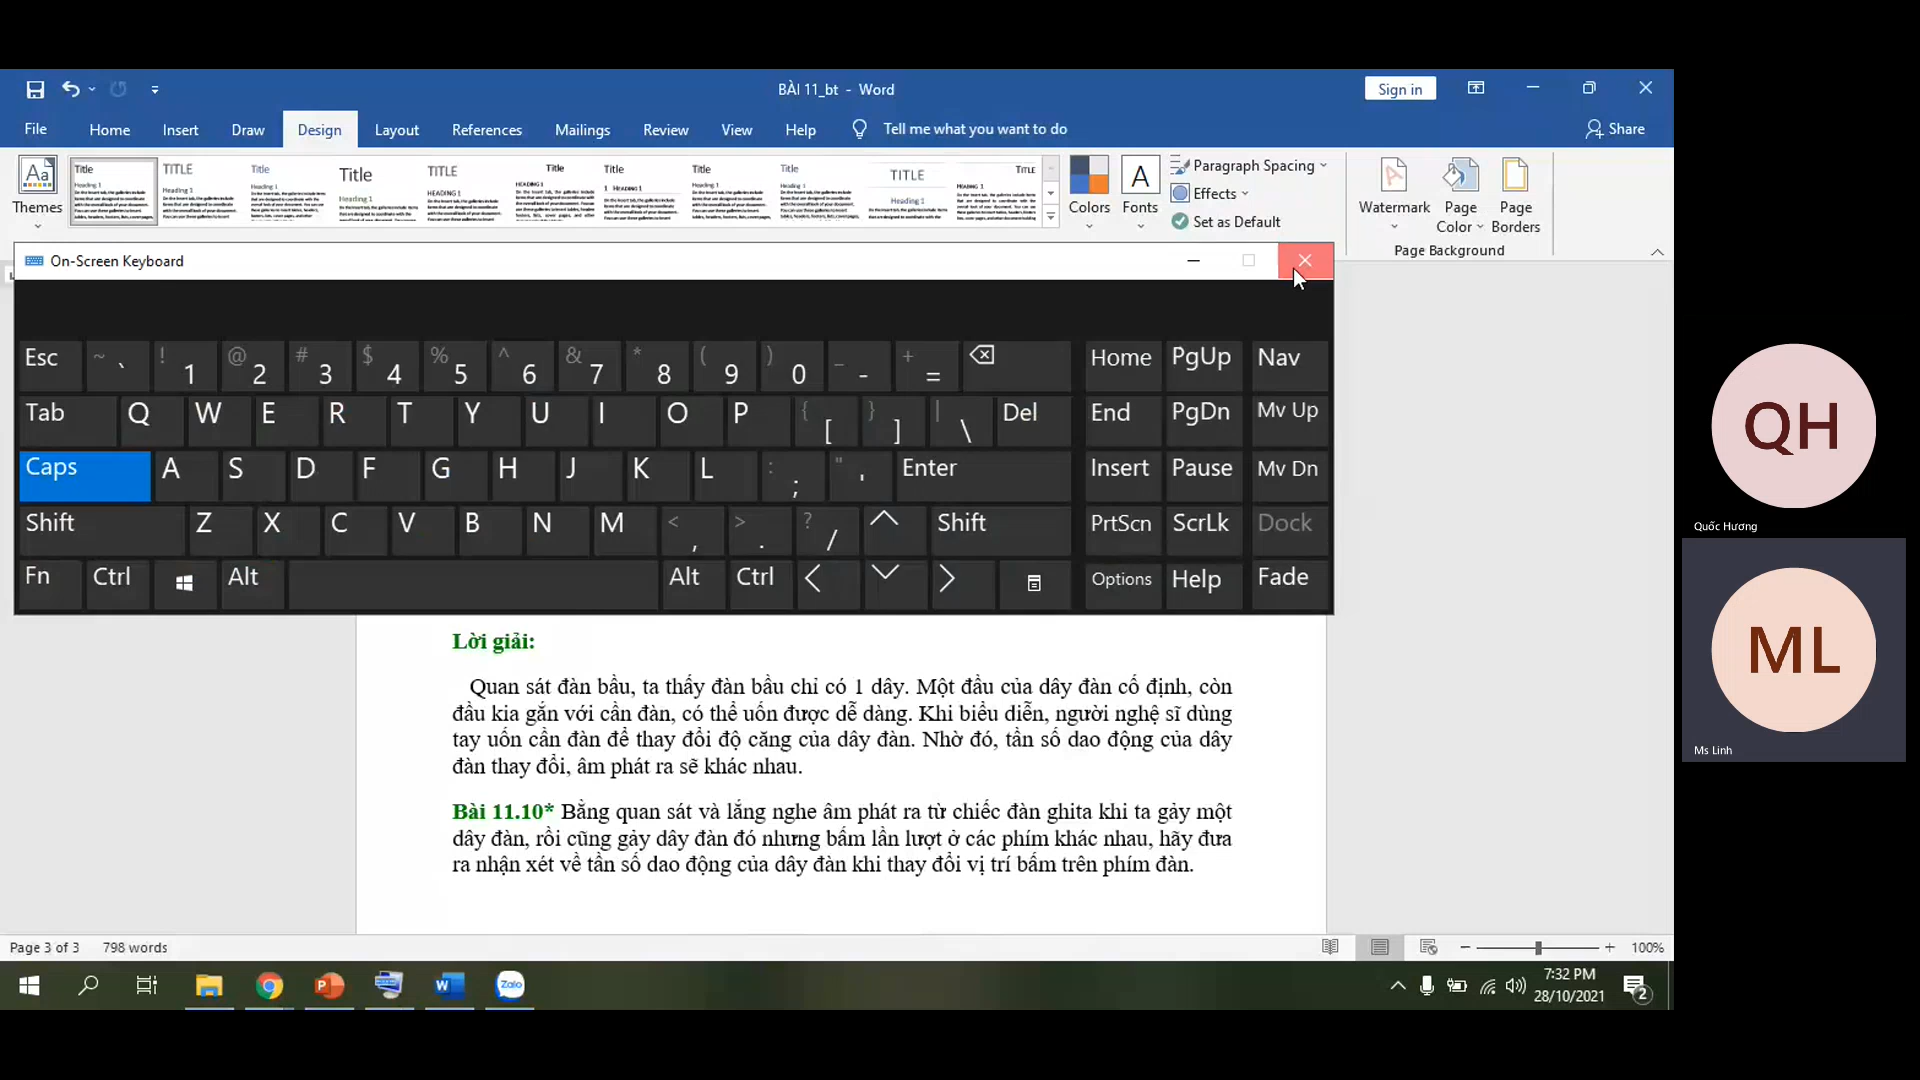 BÀI 11_bt - Word
Sign in
File Home Insert Draw Design Layout References Mailings Review View Help Tell me what you want to do Share
Themes
Colors Fonts
Paragraph Spacing
Effects
Set as Default
Watermark
Page Color
Page Borders
Page Background
Title TITLE Title Title TITLE Title Title Title Title TITLE TITLE
On-Screen Keyboard
Esc ~ ` ! 1 @ 2 # 3 $ 4 % 5 ^ 6 & 7 * 8 ( 9 ) 0 _ - + = Home PgUp Nav
Tab Q W E R T Y U I O P { [ } ] | \ Del End PgDn Mv Up
Caps A S D F G H J K L : ; " ' Enter Insert Pause Mv Dn
Shift Z X C V B N M < , > . ? / Shift PrtScn ScrLk Dock
Fn Ctrl Alt Alt Ctrl Options Help Fade
Lời giải:
Quan sát đàn bầu, ta thấy đàn bầu chỉ có 1 dây. Một đầu của dây đàn cố định, còn
đầu kia gắn với cần đàn, có thể uốn được dễ dàng. Khi biểu diễn, người nghệ sĩ dùng
tay uốn cần đàn để thay đổi độ căng của dây đàn. Nhờ đó, tần số dao động của dây
đàn thay đổi, âm phát ra sẽ khác nhau.
Bài 11.10* Bằng quan sát và lắng nghe âm phát ra từ chiếc đàn ghita khi ta gảy một
dây đàn, rồi cũng gảy dây đàn đó nhưng bấm lần lượt ở các phím khác nhau, hãy đưa
ra nhận xét về tần số dao động của dây đàn khi thay đổi vị trí bấm trên phím đàn.
Page 3 of 3 798 words
100%
Zalo
7:32 PM
28/10/2021
2
QH
Quốc Hương
ML
Ms Linh